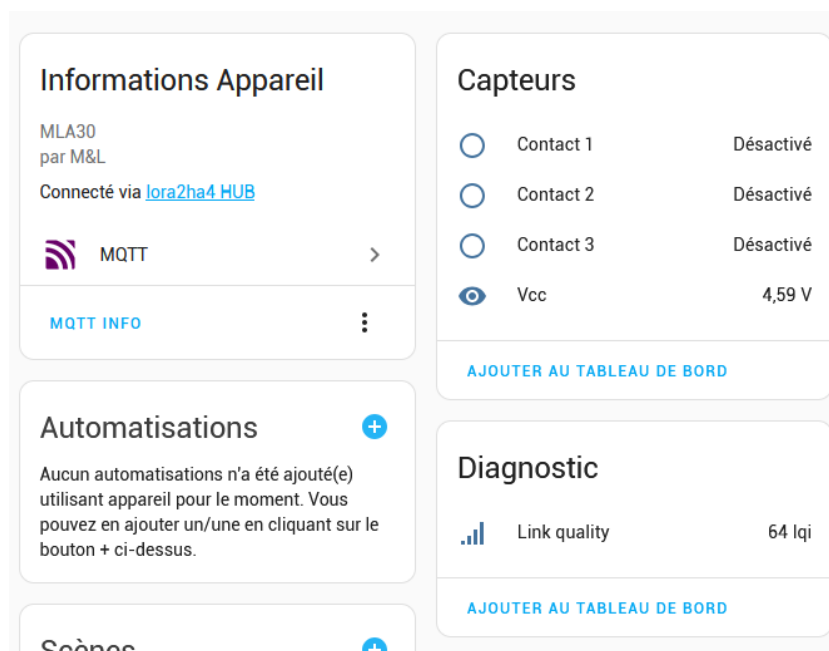 Informations Appareil
MLA30
par M&L
Connecté via lora2ha4 HUB
MQTT
MQTT INFO
Automatisations
Aucun automatisations n'a été ajouté(e)
utilisant appareil pour le moment. Vous
pouvez en ajouter un/une en cliquant sur le
bouton + ci-dessus.
Scènes
Capteurs
Contact 1 Désactivé
Contact 2 Désactivé
Contact 3 Désactivé
Vcc 4,59 V
AJOUTER AU TABLEAU DE BORD
Diagnostic
Link quality 64 lqi
AJOUTER AU TABLEAU DE BORD